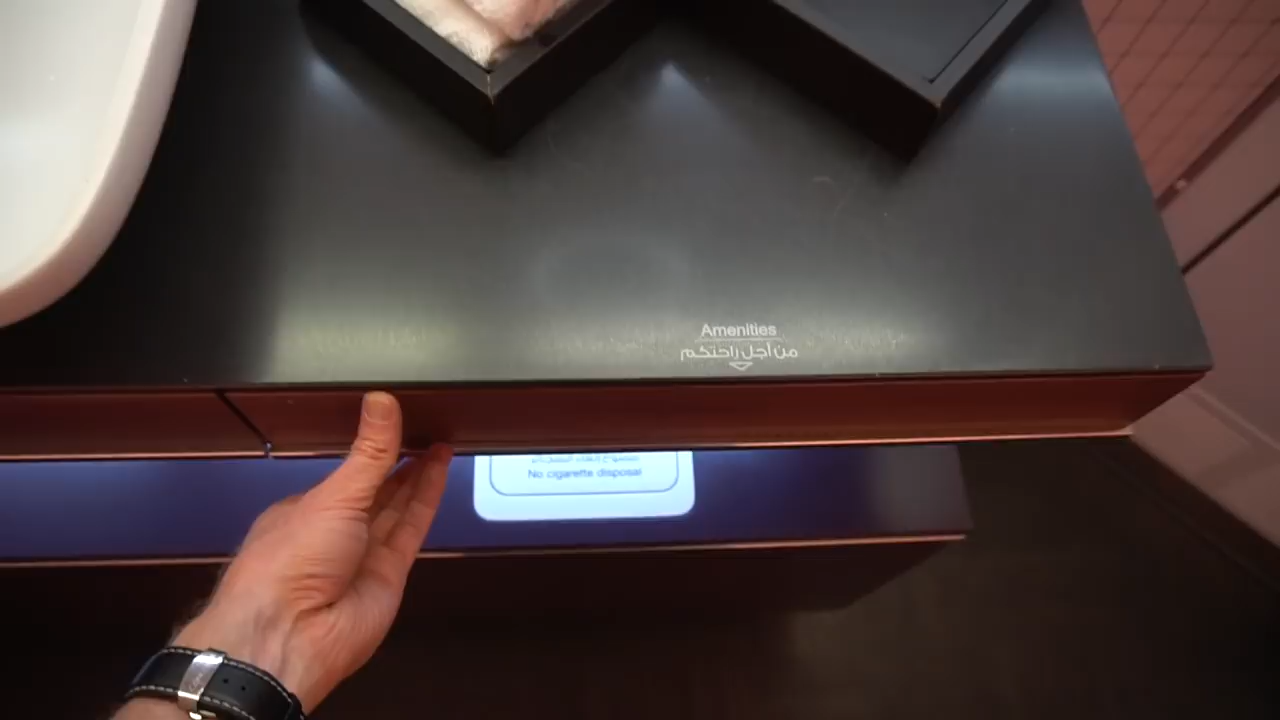 Amenities
من أجل راحتكم
No cigarette disposal